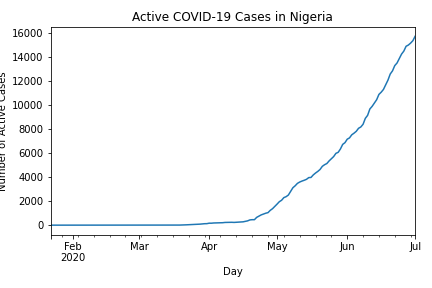 Active COVID-19 Cases in Nigeria
Number of Active Cases
16000
14000
12000
10000
8000
6000
4000
2000
0
Feb Mar Apr May Jun Jul
2020
Day